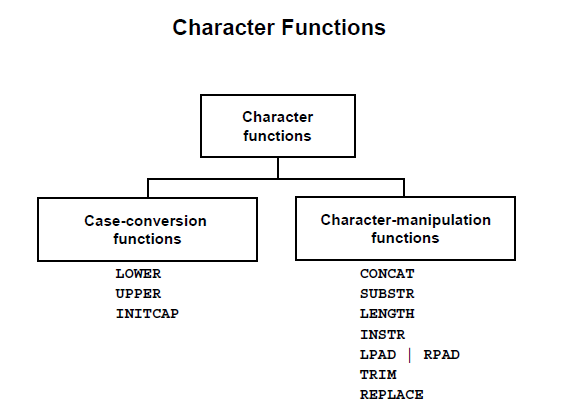 Character Functions
Character
functions
Case-conversion
functions
LOWER
UPPER
INITCAP
Character-manipulation
functions
CONCAT
SUBSTR
LENGTH
INSTR
LPAD | RPAD
TRIM
REPLACE